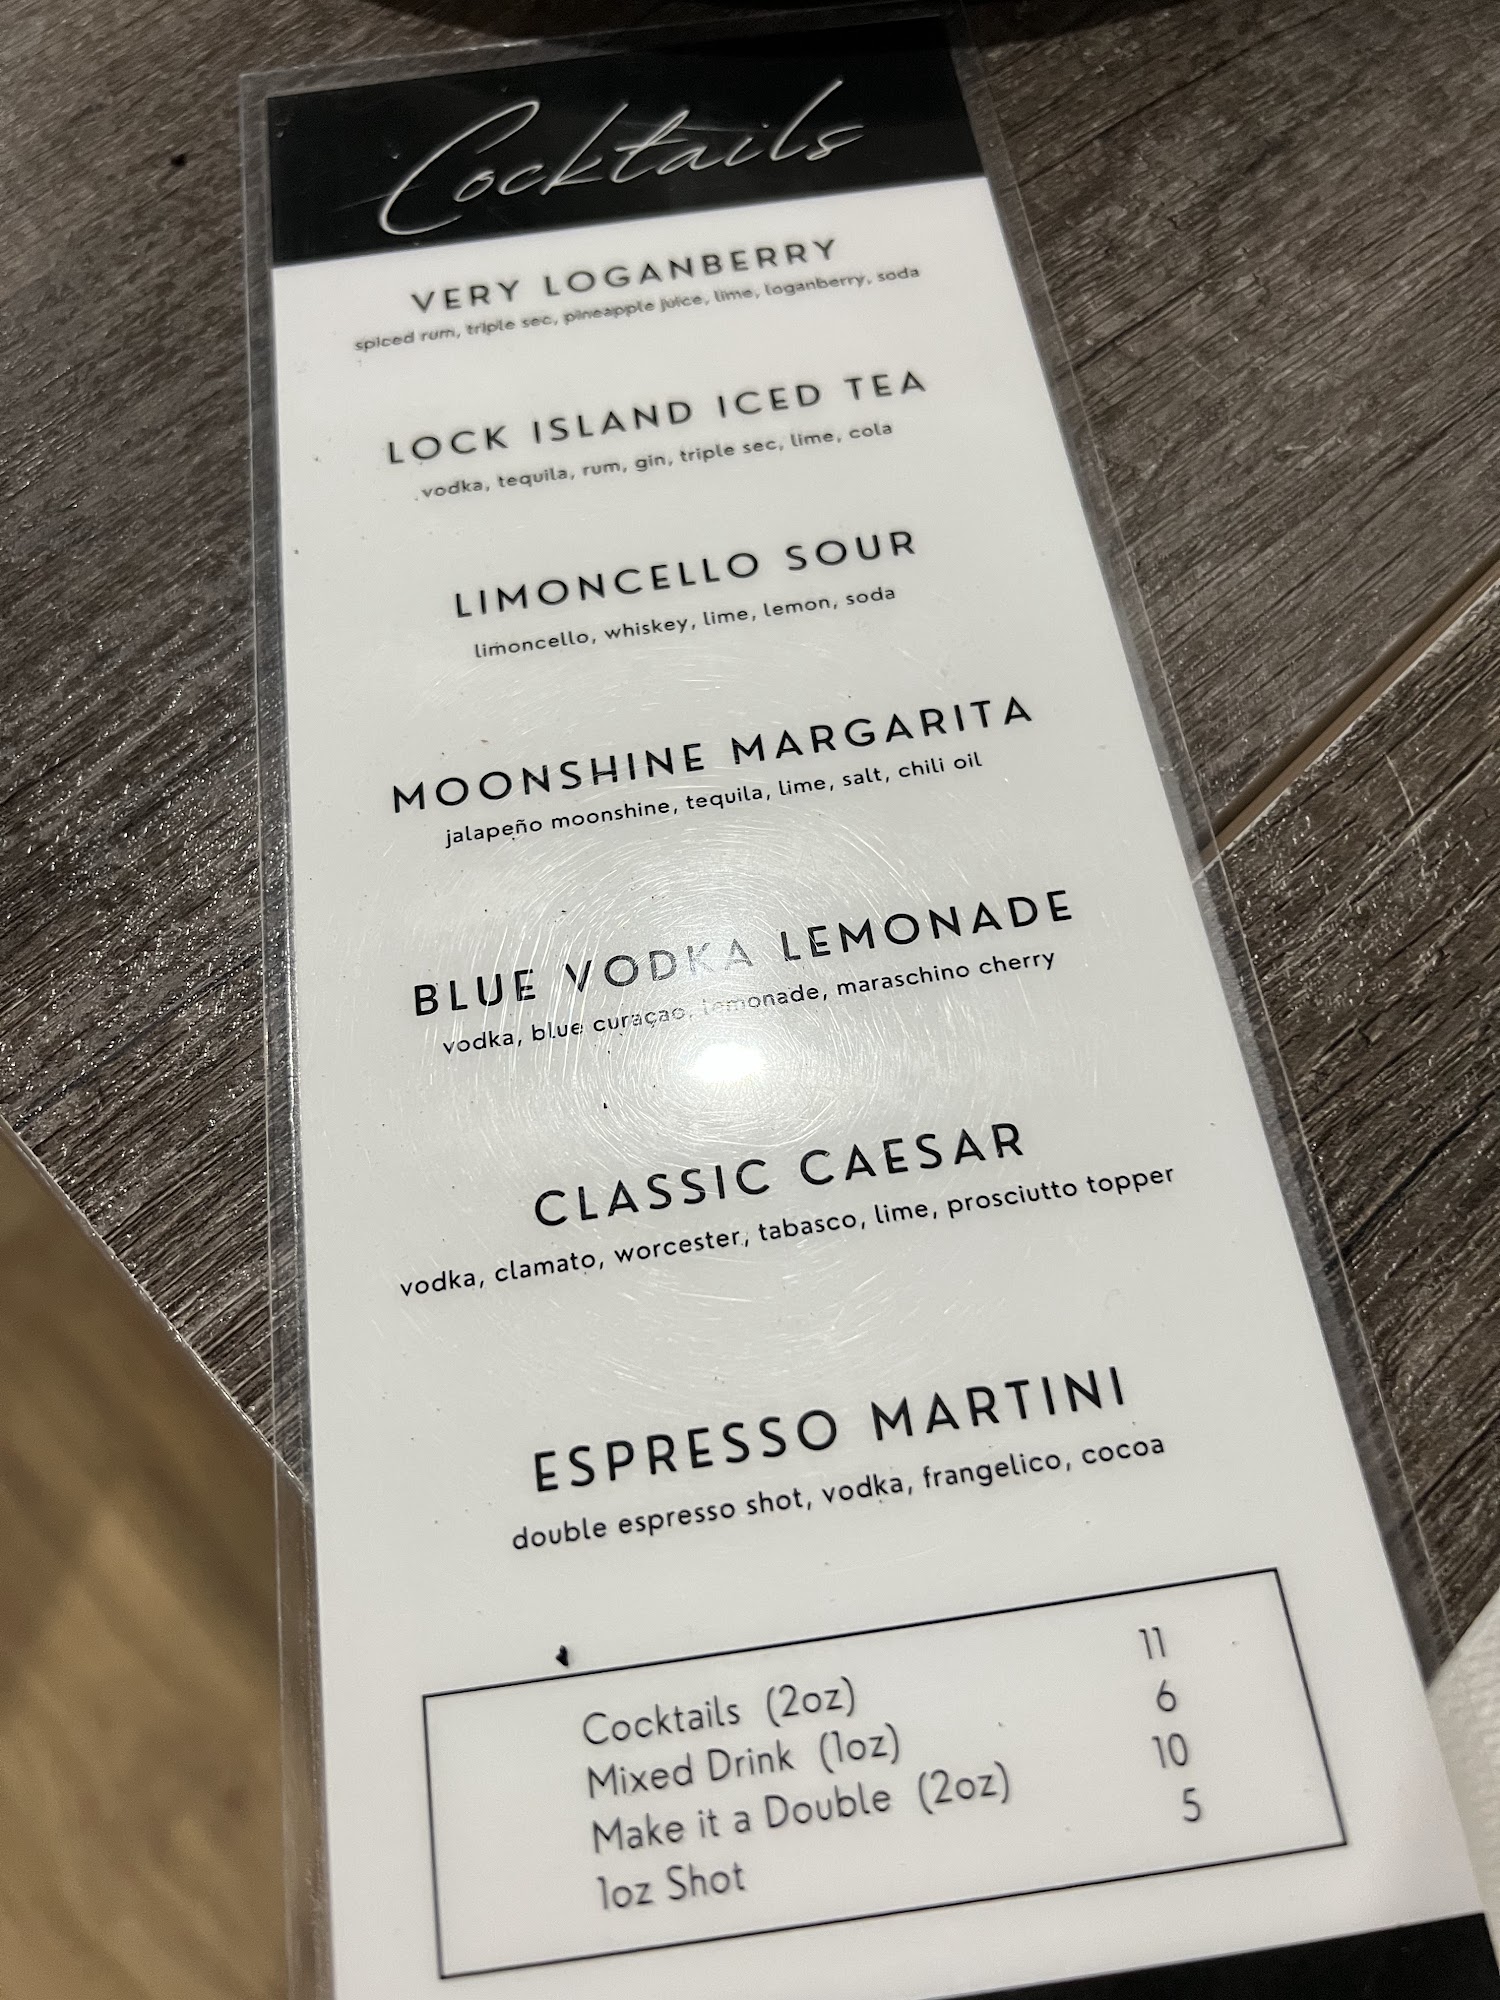 Cocktails
VERY LOGANBERRY
spiced rum, triple sec, pineapple juice, lime, loganberry, soda
LOCK ISLAND ICED TEA
vodka, tequila, rum, gin, triple sec, lime, cola
LIMONCELLO SOUR
limoncello, whiskey, lime, lemon, soda
MOONSHINE MARGARITA
jalapeño moonshine, tequila, lime, salt, chili oil
BLUE VODKA LEMONADE
vodka, blue curaçao, lemonade, maraschino cherry
CLASSIC CAESAR
vodka, clamato, worcester, tabasco, lime, prosciutto topper
ESPRESSO MARTINI
double espresso shot, vodka, frangelico, cocoa
Cocktails (2oz) 11
Mixed Drink (1oz) 6
Make it a Double (2oz) 10
1oz Shot 5